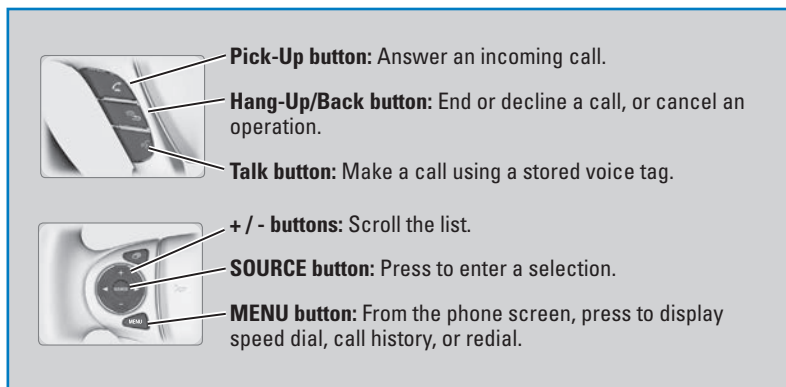 Pick-Up button: Answer an incoming call.
Hang-Up/Back button: End or decline a call, or cancel an
operation.
Talk button: Make a call using a stored voice tag.
+ / - buttons: Scroll the list.
SOURCE button: Press to enter a selection.
SOURCE
MENU button: From the phone screen, press to display
speed dial, call history, or redial.
MENU